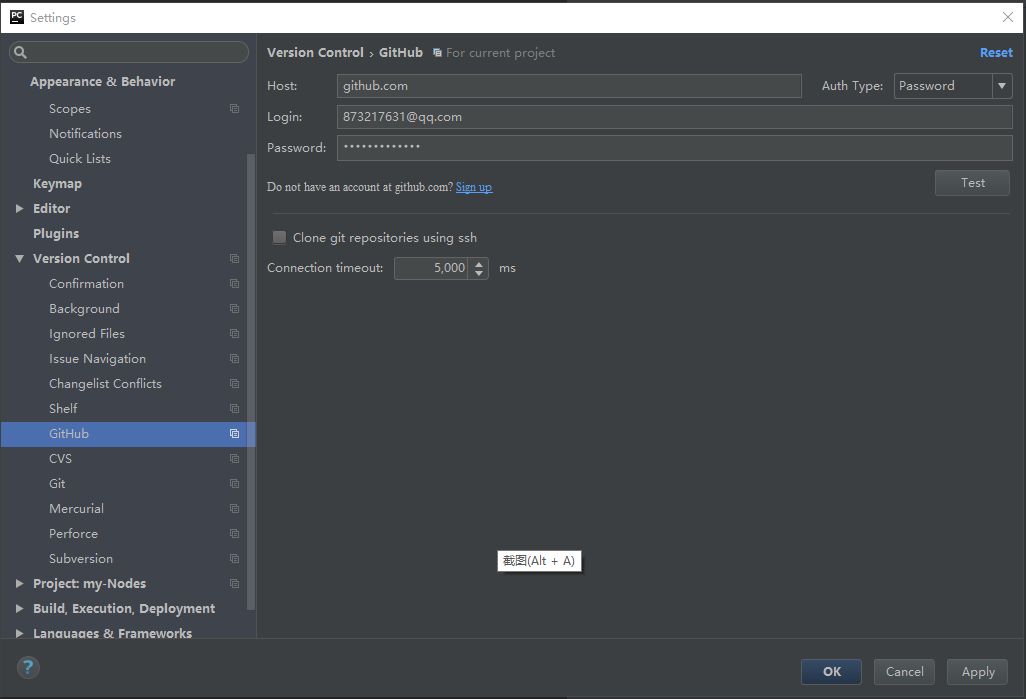 PC Settings
Appearance & Behavior
Scopes
Notifications
Quick Lists
Keymap
Editor
Plugins
Version Control
Confirmation
Background
Ignored Files
Issue Navigation
Changelist Conflicts
Shelf
GitHub
CVS
Git
Mercurial
Perforce
Subversion
Project: my-Nodes
Build, Execution, Deployment
Languages & Frameworks
Version Control › GitHub For current project Reset
Host: github.com Auth Type: Password
Login: 873217631@qq.com
Password: •••••••••••••
Do not have an account at github.com? Sign up Test
Clone git repositories using ssh
Connection timeout: 5,000 ms
截图(Alt + A)
? OK Cancel Apply